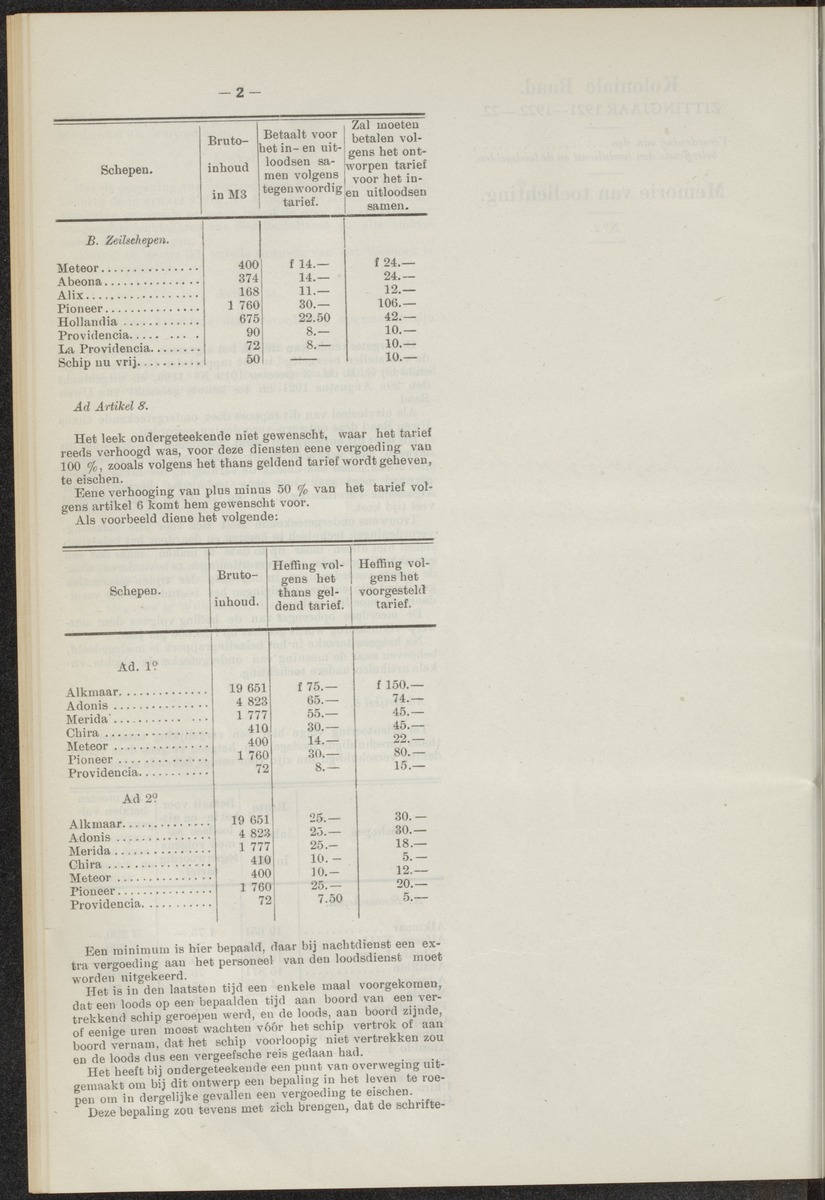 — 2 —
Schepen. | Bruto-inhoud in M3 | Betaalt voor het in- en uitloodsen samen volgens tegenwoordig tarief. | Zal moeten betalen volgens het ontworpen tarief voor het in- en uitloodsen samen.
B. Zeilschepen.
Meteor............... 400 f 14.— f 24.—
Abeona............... 374 14.— 24.—
Alix.................. 168 11.— 12.—
Pioneer............... 1 760 30.— 106.—
Hollandia ............ 675 22.50 42.—
Providencia..... .... 90 8.— 10.—
La Providencia........ 72 8.— 10.—
Schip nu vrij.......... 50 — 10.—
Ad Artikel 8.
Het leek ondergeteekende niet gewenscht, waar het tarief
reeds verhoogd was, voor deze diensten eene vergoeding van
100 %, zooals volgens het thans geldend tarief wordt geheven,
te eischen.
Eene verhooging van plus minus 50 % van het tarief vol-
gens artikel 6 komt hem gewenscht voor.
Als voorbeeld diene het volgende:
Schepen. | Bruto-inhoud. | Heffing volgens het thans geldend tarief. | Heffing volgens het voorgesteld tarief.
Ad. 1º
Alkmaar.............. 19 651 f 75.— f 150.—
Adonis ............... 4 823 65.— 74.—
Merida .......... ... 1 777 55.— 45.—
Chira ................ 410 30.— 45.—
Meteor ............... 400 14.— 22.—
Pioneer .............. 1 760 30.— 80.—
Providencia........... 72 8.— 15.—
Ad 2º
Alkmaar.............. 19 651 25.— 30.—
Adonis ............... 4 823 25.— 30.—
Merida ............... 1 777 25.— 18.—
Chira ................ 410 10.— 5.—
Meteor ............... 400 10.— 12.—
Pioneer............... 1 760 25.— 20.—
Providencia........... 72 7.50 5.—
Een minimum is hier bepaald, daar bij nachtdienst een ex-
tra vergoeding aan het personeel van den loodsdienst moet
worden uitgekeerd.
Het is in den laatsten tijd een enkele maal voorgekomen,
dat een loods op een bepaalden tijd aan boord van een ver-
trekkend schip geroepen werd, en de loods, aan boord zijnde,
of eenige uren moest wachten vóór het schip vertrok of aan
boord vernam, dat het schip voorloopig niet vertrekken zou
en de loods dus een vergeefsche reis gedaan had.
Het heeft bij ondergeteekende een punt van overweging uit-
gemaakt om bij dit ontwerp een bepaling in het leven te roe-
pen om in dergelijke gevallen een vergoeding te eischen.
Deze bepaling zou tevens met zich brengen, dat de schrifte-